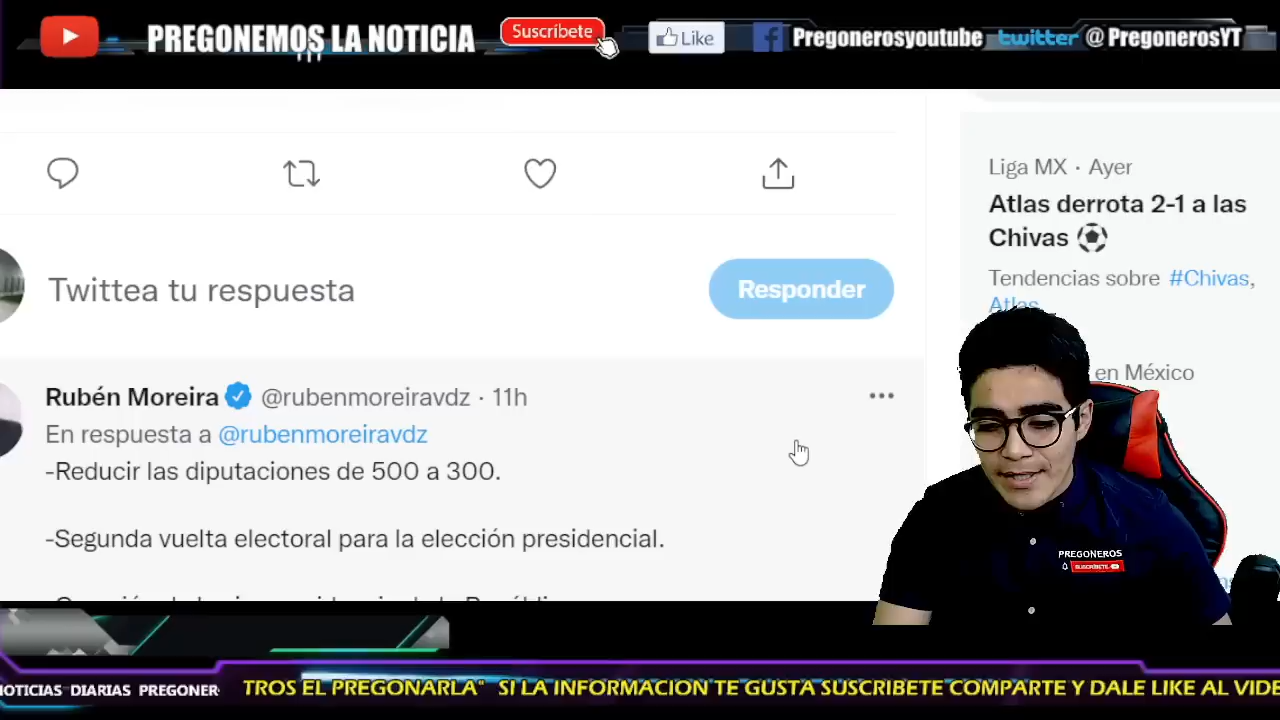 PREGONEMOS LA NOTICIA
Suscríbete
Like
Pregonerosyoutube
twitter @PregonerosYT
Liga MX · Ayer
Atlas derrota 2-1 a las
Chivas
Tendencias sobre #Chivas,
Atlas
en México
Twittea tu respuesta
Responder
Rubén Moreira @rubenmoreiravdz · 11h
En respuesta a @rubenmoreiravdz
-Reducir las diputaciones de 500 a 300.
-Segunda vuelta electoral para la elección presidencial.
PREGONEROS
SUSCRÍBETE
NOTICIAS DIARIAS PREGONER
TROS EL PREGONARLA" SI LA INFORMACION TE GUSTA SUSCRIBETE COMPARTE Y DALE LIKE AL VIDE